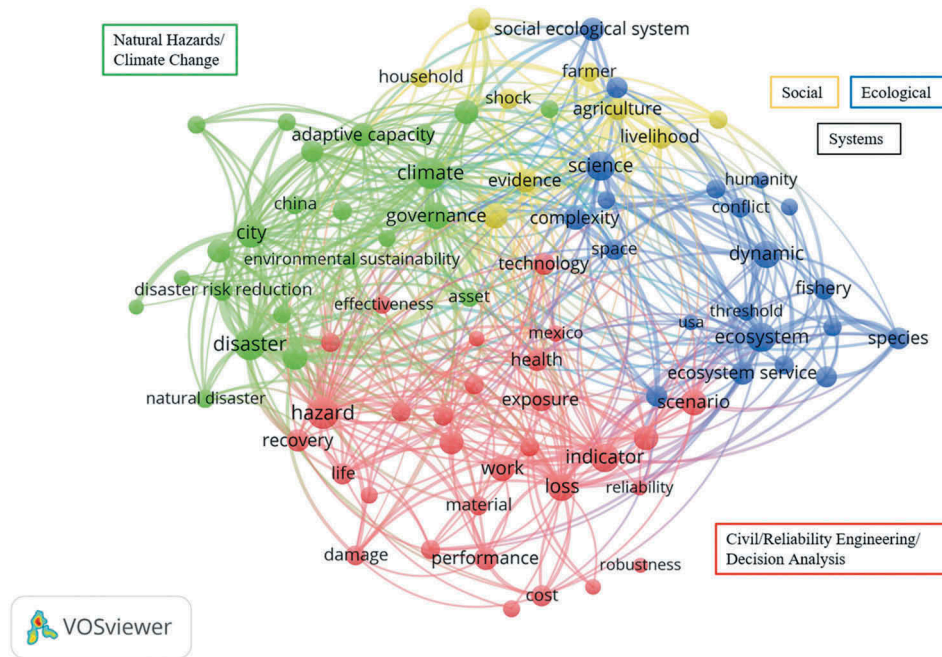 social ecological system
Natural Hazards/
Climate Change
household
farmer
shock
agriculture
Social
Ecological
adaptive capacity
livelihood
Systems
climate
science
evidence
humanity
china
governance
complexity
conflict
city
space
dynamic
environmental sustainability
technology
disaster risk reduction
effectiveness
asset
fishery
threshold
mexico
usa
disaster
health
ecosystem
species
ecosystem service
natural disaster
hazard
exposure
scenario
recovery
indicator
life
work
loss
reliability
material
damage
performance
Civil/Reliability Engineering/
Decision Analysis
robustness
cost
VOSviewer